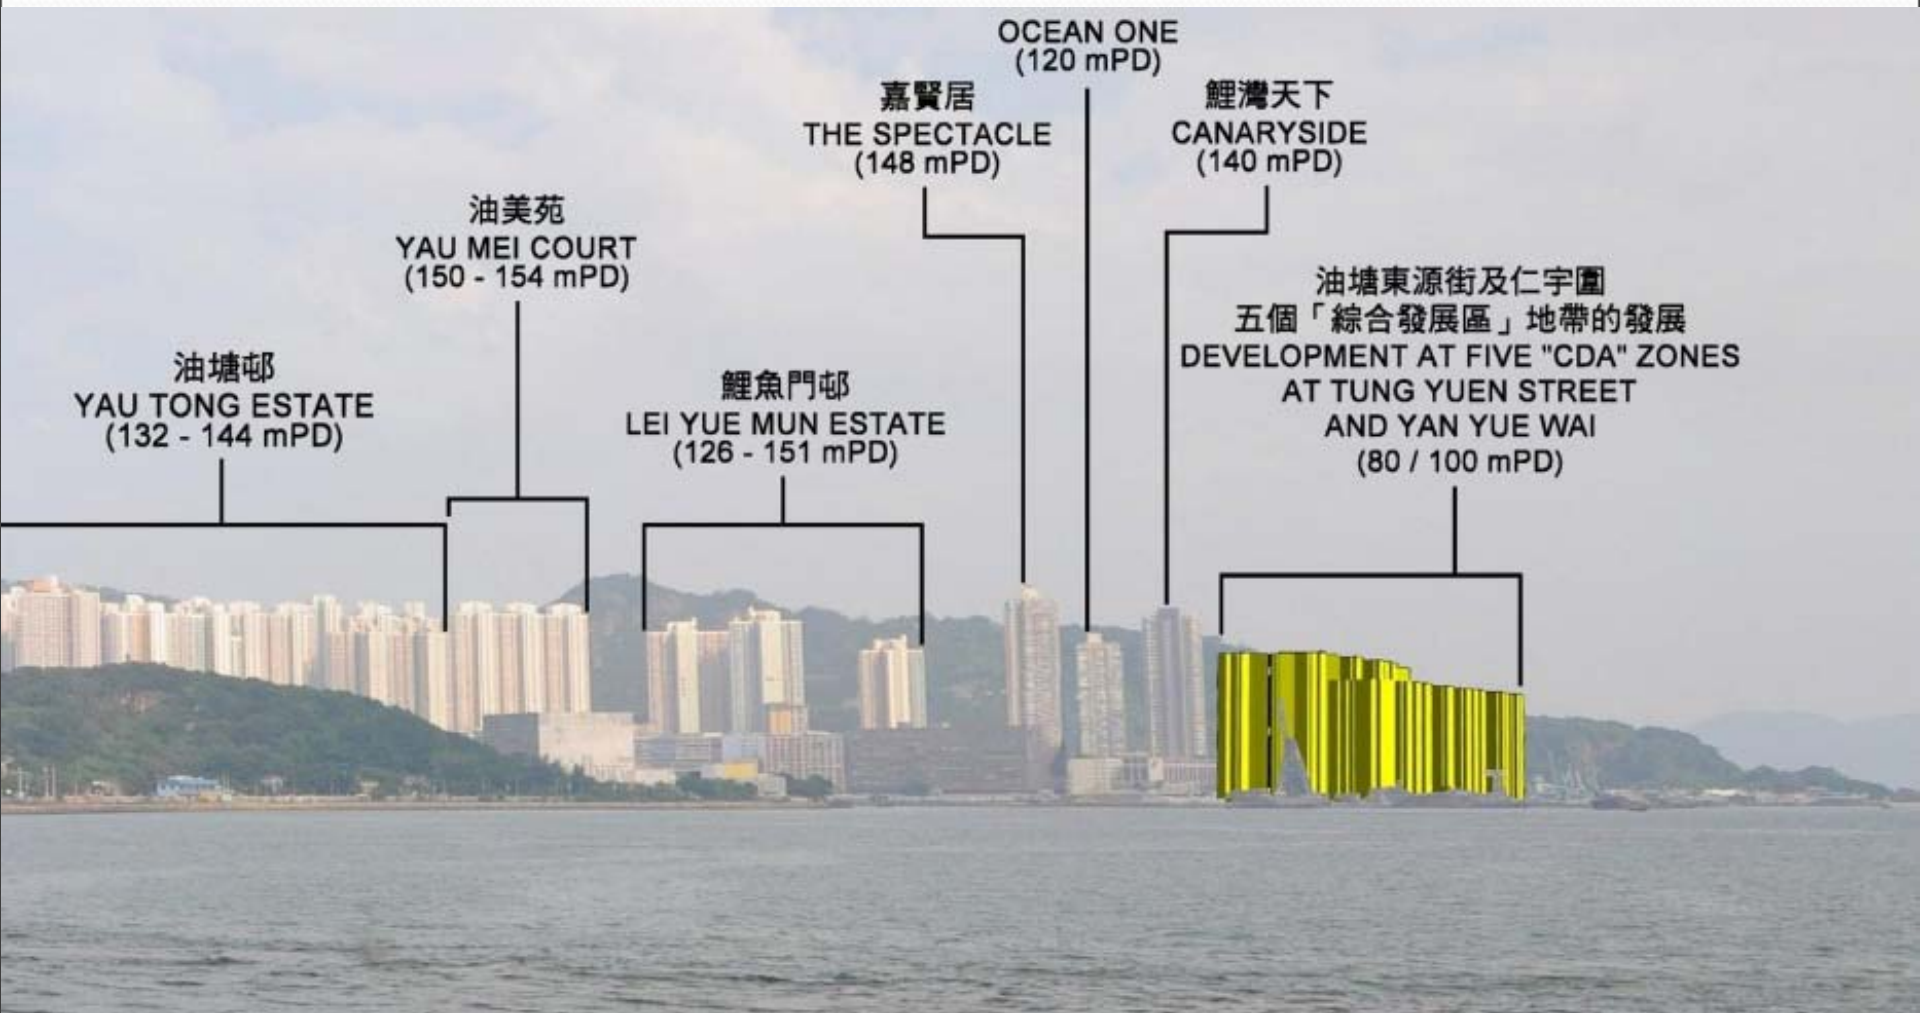 OCEAN ONE
(120 mPD)
嘉賢居
THE SPECTACLE
(148 mPD)
鯉灣天下
CANARYSIDE
(140 mPD)
油美苑
YAU MEI COURT
(150 - 154 mPD)
油塘東源街及仁宇圍
五個「綜合發展區」地帶的發展
DEVELOPMENT AT FIVE "CDA" ZONES
AT TUNG YUEN STREET
AND YAN YUE WAI
(80 / 100 mPD)
油塘邨
YAU TONG ESTATE
(132 - 144 mPD)
鯉魚門邨
LEI YUE MUN ESTATE
(126 - 151 mPD)